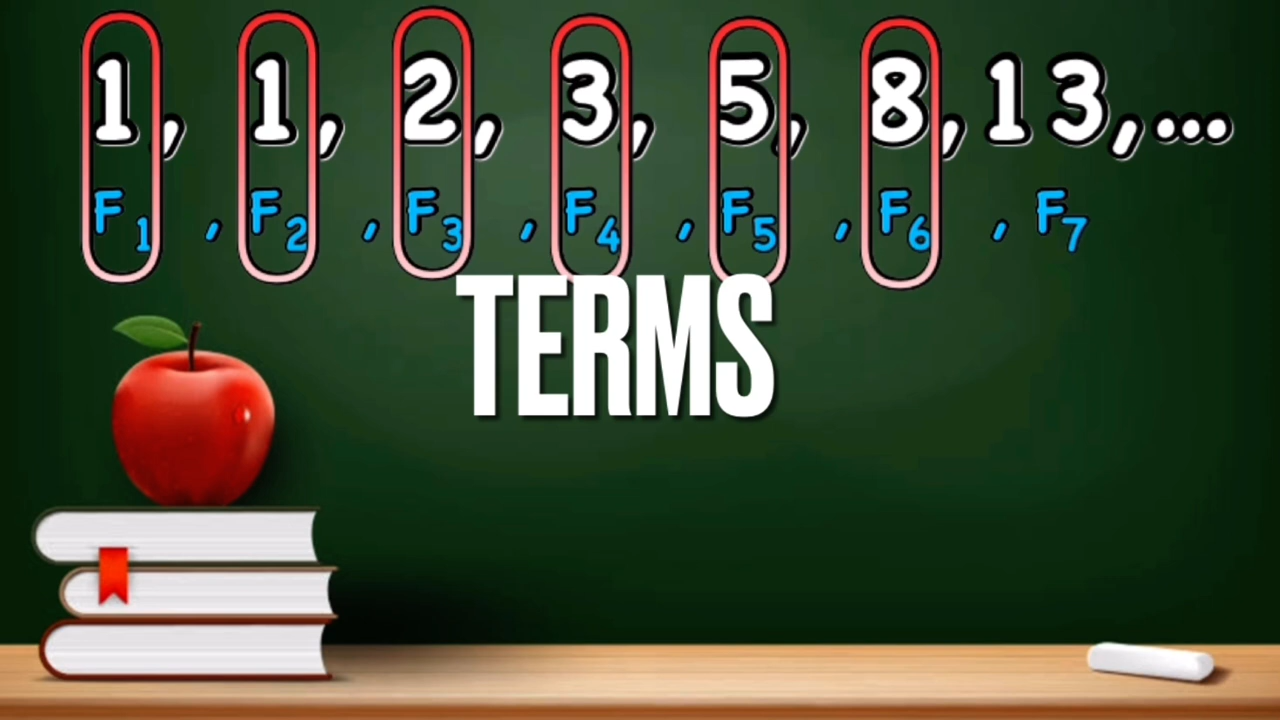 1, 1, 2, 3, 5, 8, 13,...
F1 , F2 , F3 , F4 , F5 , F6 , F7
TERMS